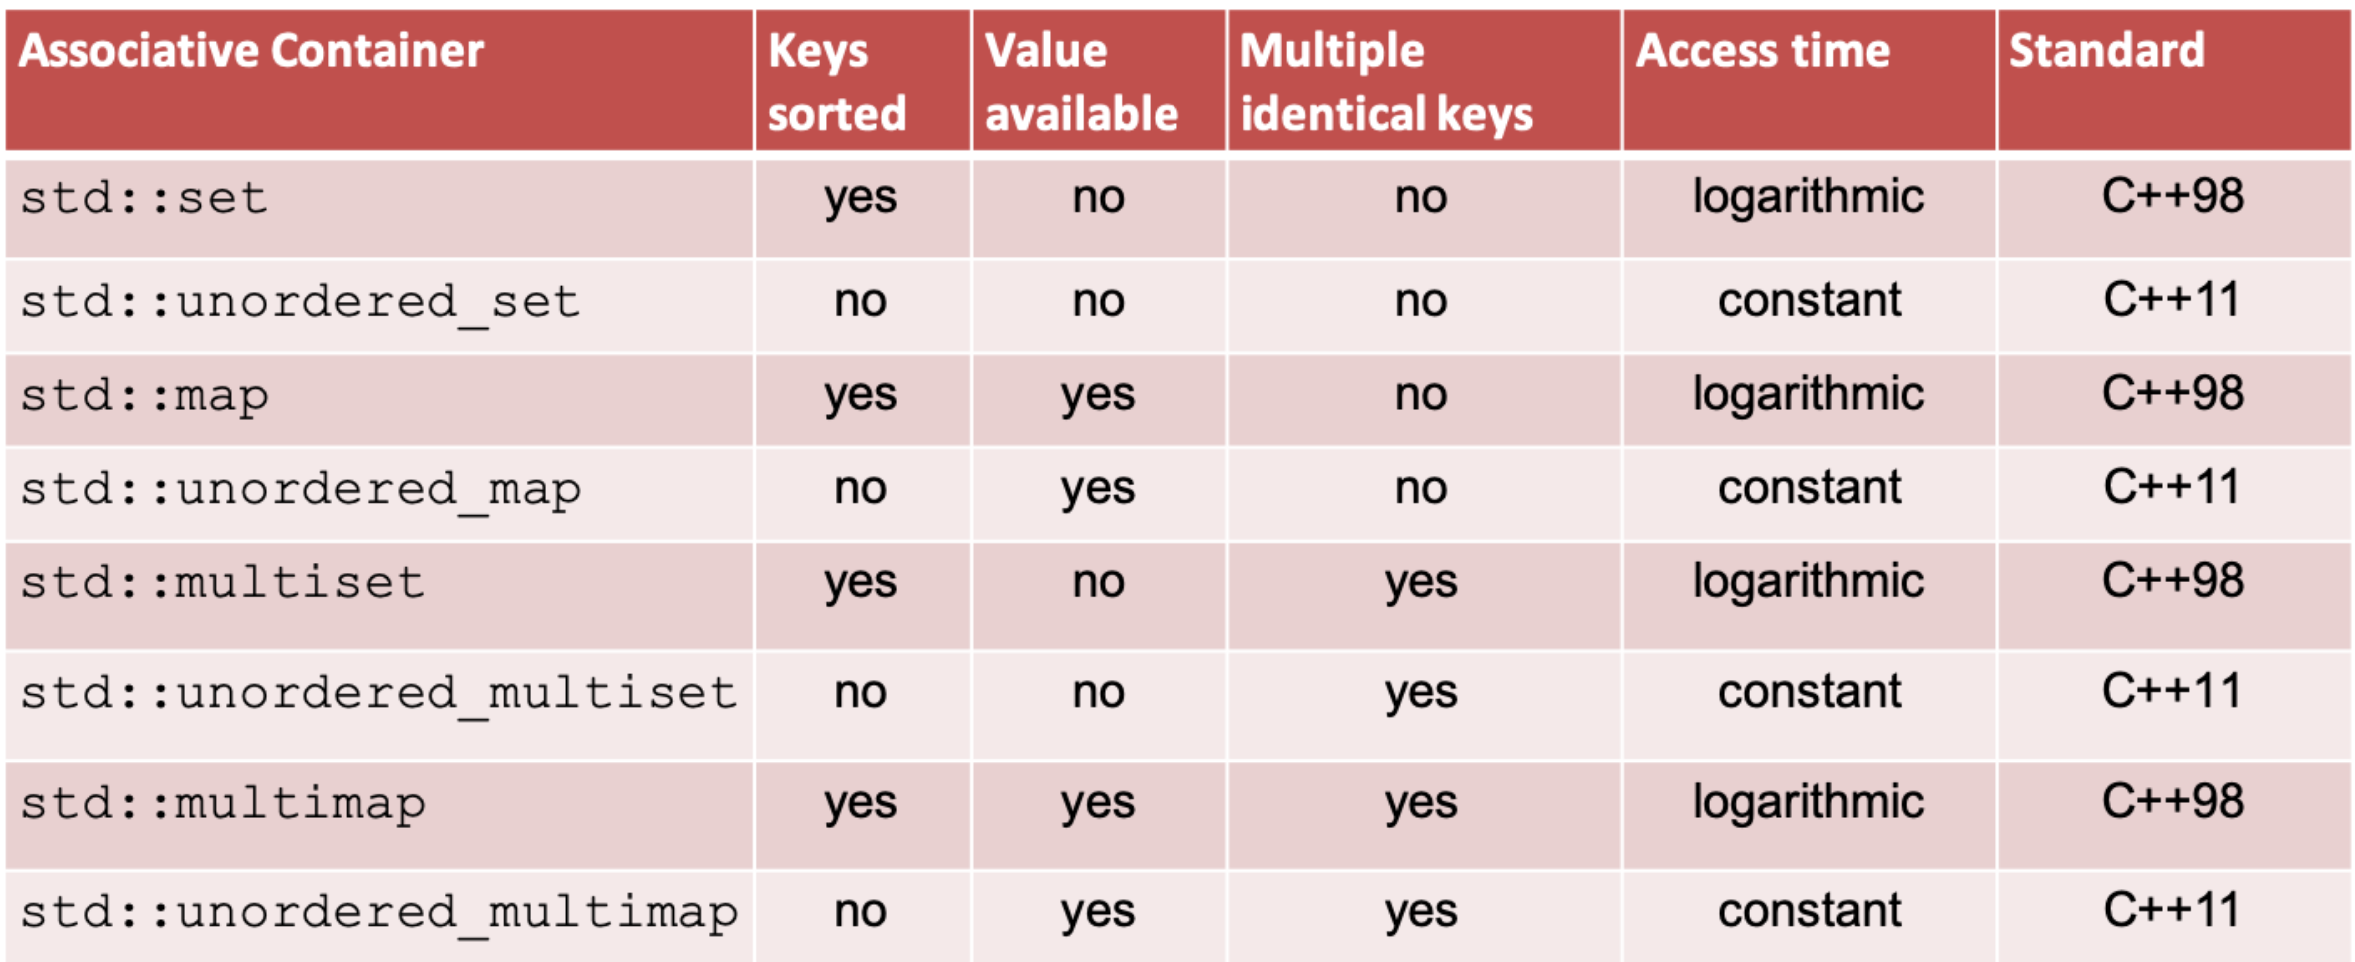 Associative Container Keys sorted Value available Multiple identical keys Access time Standard
std::set yes no no logarithmic C++98
std::unordered_set no no no constant C++11
std::map yes yes no logarithmic C++98
std::unordered_map no yes no constant C++11
std::multiset yes no yes logarithmic C++98
std::unordered_multiset no no yes constant C++11
std::multimap yes yes yes logarithmic C++98
std::unordered_multimap no yes yes constant C++11